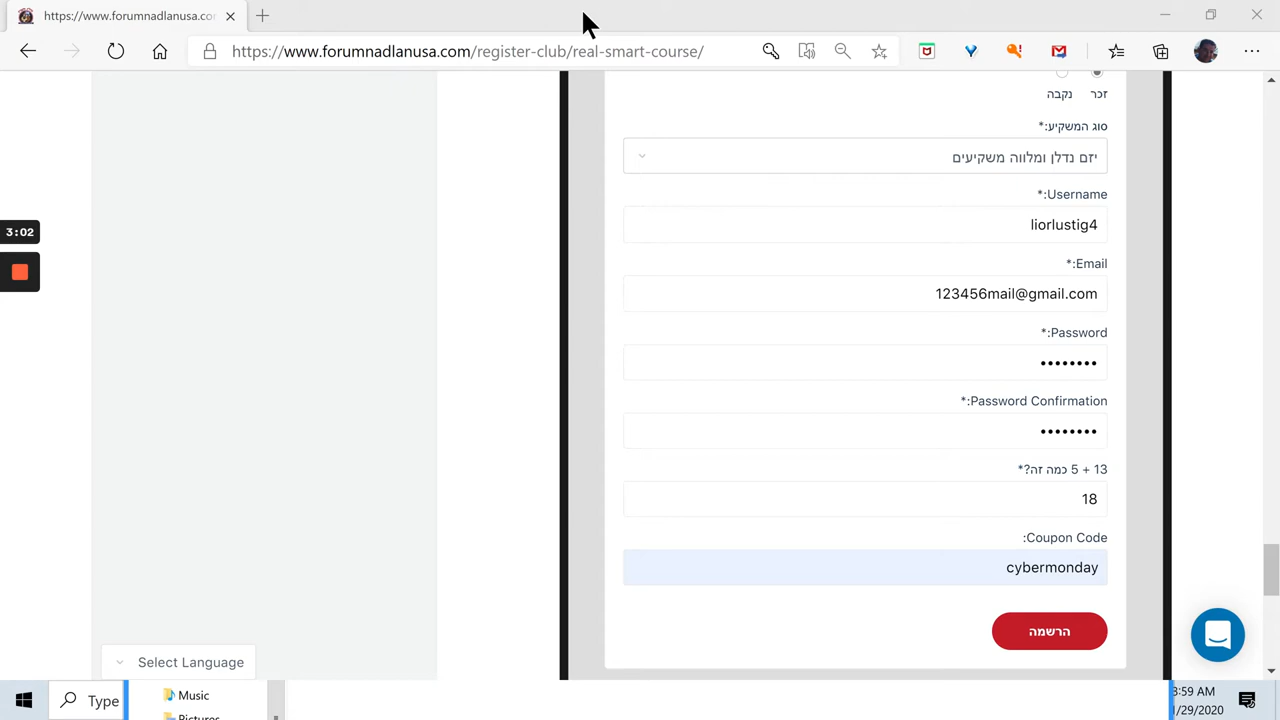 https://www.forumnadlanusa.co
https://www.forumnadlanusa.com/register-club/real-smart-course/
זכר נקבה
סוג המשקיע:*
יזם נדלן ומלווה משקיעים
3:02
Username:*
liorlustig4
Email:*
123456mail@gmail.com
Password:*
••••••••
Password Confirmation:*
••••••••
13 + 5 כמה זה?*
18
Coupon Code:
cybermonday
הרשמה
Select Language
Music
Pictures
Type
:59 AM
/29/2020